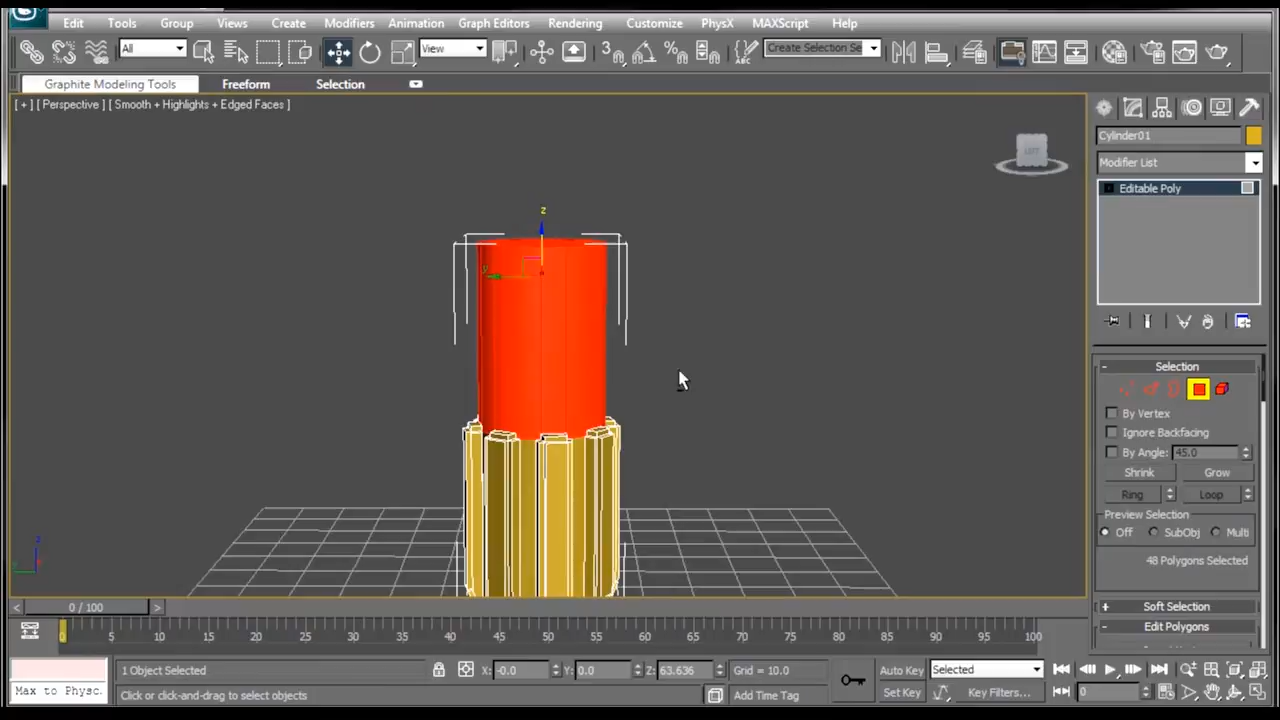 Edit Tools Group Views Create Modifiers Animation Graph Editors Rendering Customize PhysX MAXScript Help
All View 3 Create Selection Se
Graphite Modeling Tools Freeform Selection
[ + ] [ Perspective ] [ Smooth + Highlights + Edged Faces ]
LEFT
Cylinder01
Modifier List
Editable Poly
z
y
Selection
By Vertex
Ignore Backfacing
By Angle: 45.0
Shrink Grow
Ring Loop
Preview Selection
Off SubObj Multi
48 Polygons Selected
z
Soft Selection
Edit Polygons
< 0 / 100 >
0 5 10 15 20 25 30 35 40 45 50 55 60 65 70 75 80 85 90 95 100
1 Object Selected X: -0.0 Y: 0.0 Z: 63.636 Grid = 10.0 Auto Key Selected
Max to Physc. Click or click-and-drag to select objects Add Time Tag Set Key Key Filters... 0